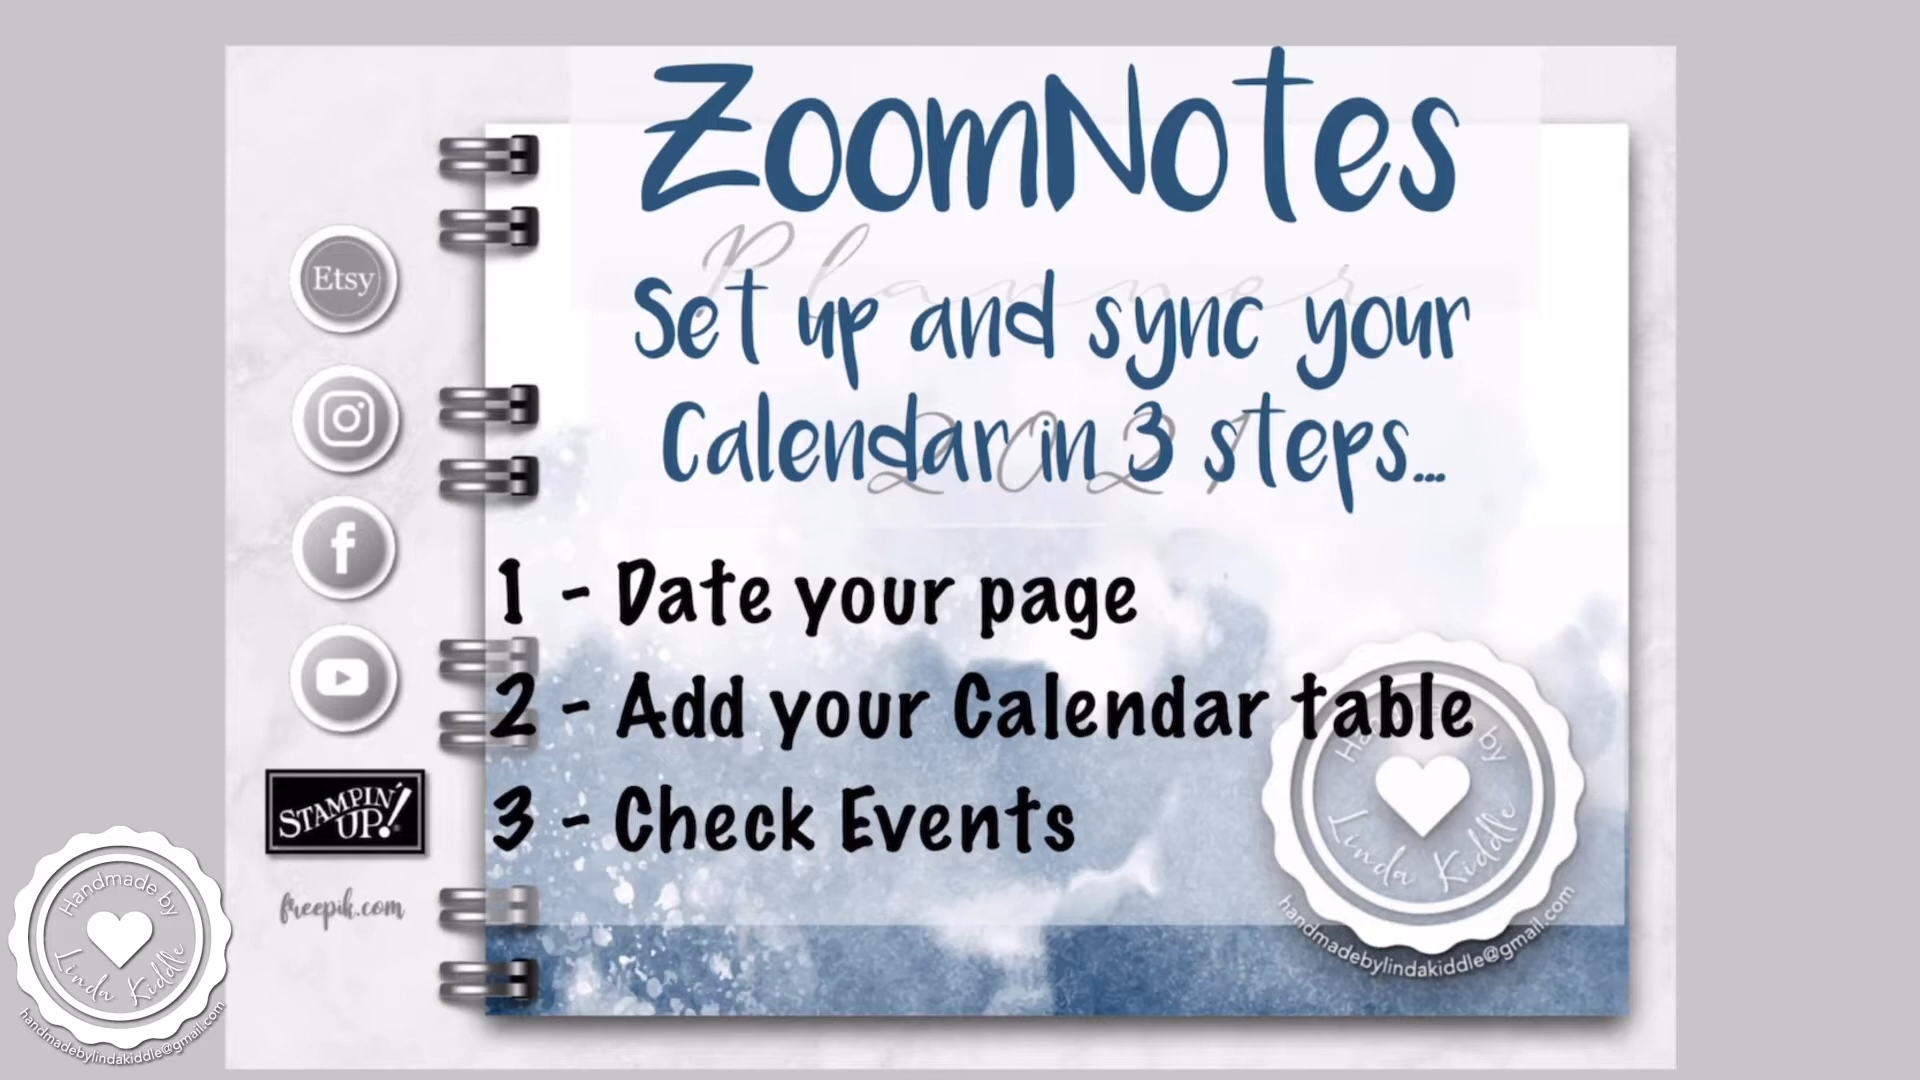 ZoomNotes
Planner
Set up and sync your
Calendar in 3 steps...
2021
1 - Date your page
2 - Add your Calendar table
3 - Check Events
Etsy
STAMPIN'
UP!®
freepik.com
Handmade by
Linda Kiddle
handmadebylindakiddle@gmail.com
Handmade by
Linda Kiddle
handmadebylindakiddle@gmail.com